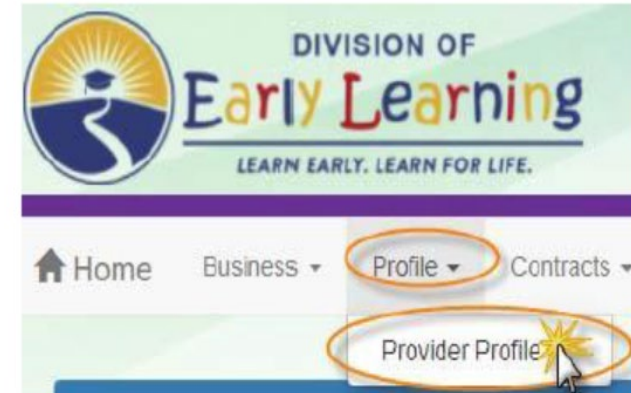 DIVISION OF
Early Learning
LEARN EARLY. LEARN FOR LIFE.
Home Business Profile Contracts
Provider Profile